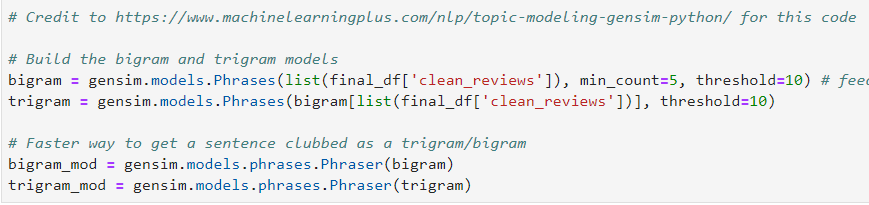 # Credit to https://www.machinelearningplus.com/nlp/topic-modeling-gensim-python/ for this code
# Build the bigram and trigram models
bigram = gensim.models.Phrases(list(final_df['clean_reviews']), min_count=5, threshold=10) # feed
trigram = gensim.models.Phrases(bigram[list(final_df['clean_reviews'])], threshold=10)
# Faster way to get a sentence clubbed as a trigram/bigram
bigram_mod = gensim.models.phrases.Phraser(bigram)
trigram_mod = gensim.models.phrases.Phraser(trigram)